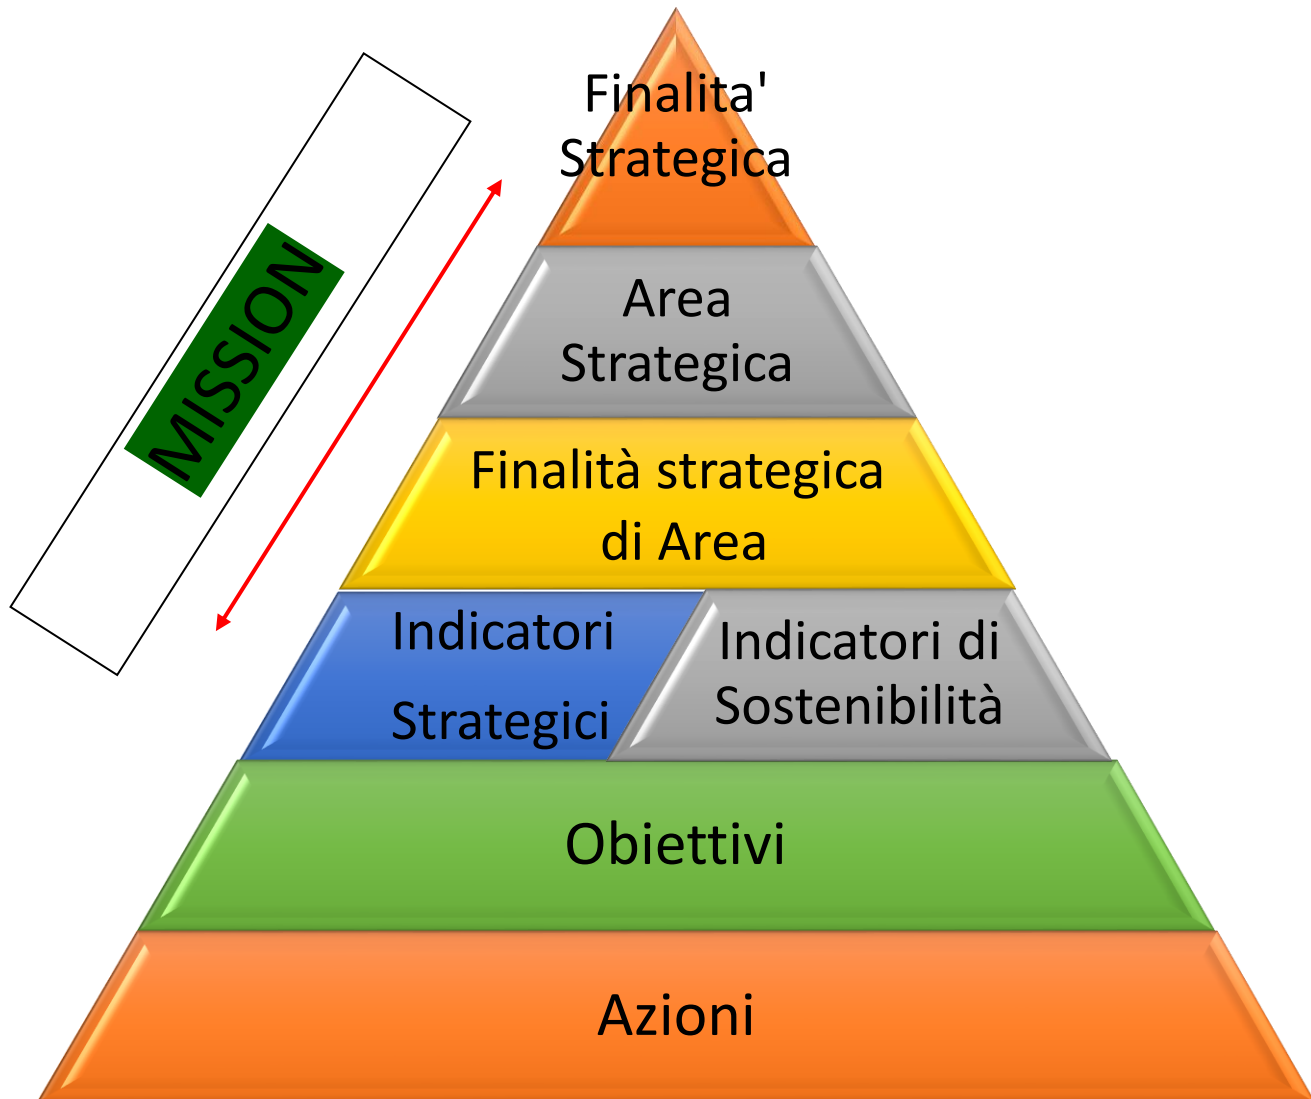 Finalita'
Strategica
MISSION
Area
Strategica
Finalità strategica
di Area
Indicatori
Strategici
Indicatori di
Sostenibilità
Obiettivi
Azioni